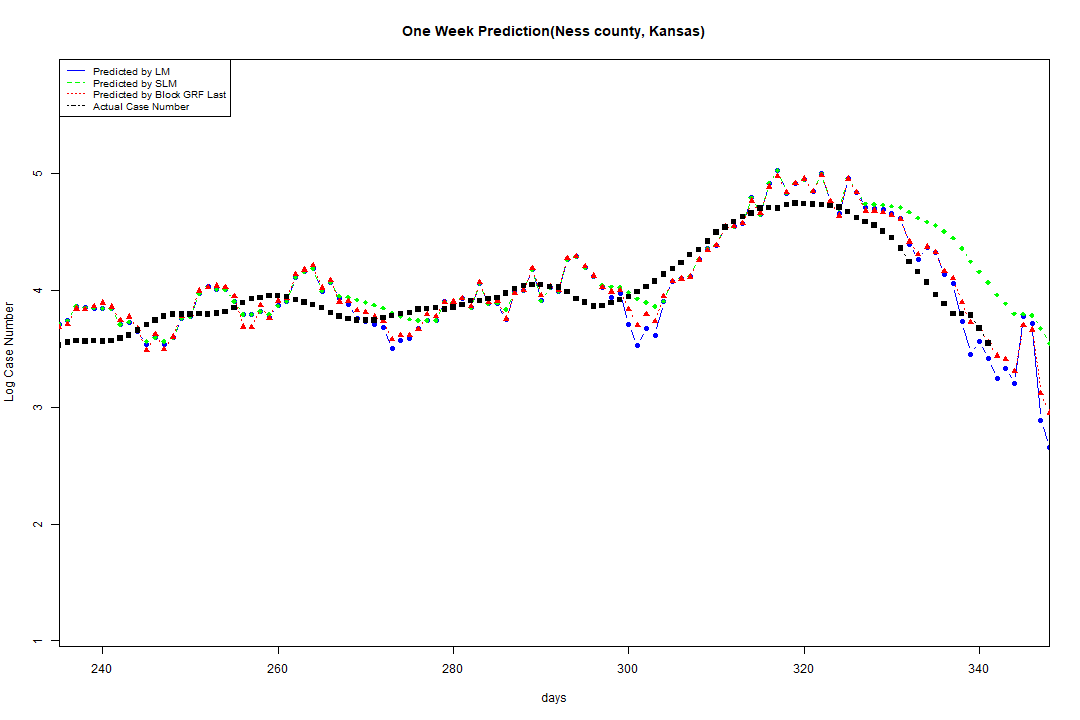 One Week Prediction(Ness county, Kansas)
Predicted by LM
Predicted by SLM
Predicted by Block GRF Last
Actual Case Number
5
4
3
2
1
Log Case Number
240 260 280 300 320 340
days